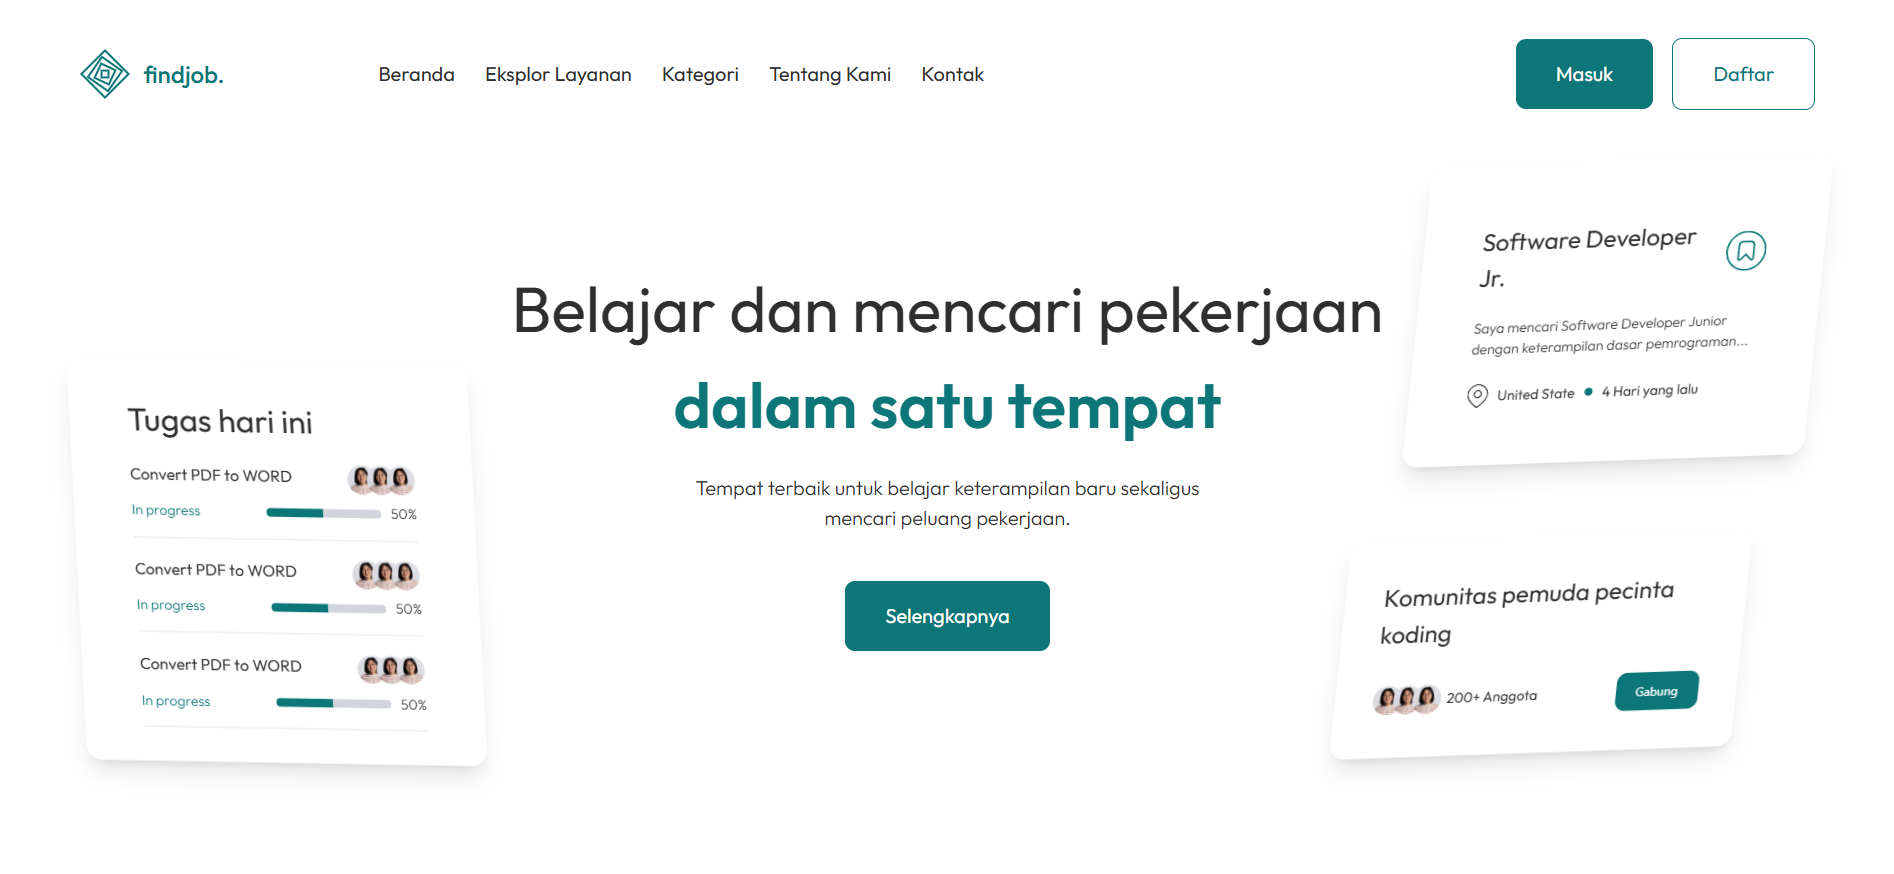 findjob.
Beranda
Eksplor Layanan
Kategori
Tentang Kami
Kontak
Masuk
Daftar
Belajar dan mencari pekerjaan
dalam satu tempat
Tempat terbaik untuk belajar keterampilan baru sekaligus
mencari peluang pekerjaan.
Selengkapnya
Tugas hari ini
Convert PDF to WORD
In progress
50%
Convert PDF to WORD
In progress
50%
Convert PDF to WORD
In progress
50%
Software Developer
Jr.
Saya mencari Software Developer Junior
dengan keterampilan dasar pemrograman...
United State
4 Hari yang lalu
Komunitas pemuda pecinta
koding
200+ Anggota
Gabung